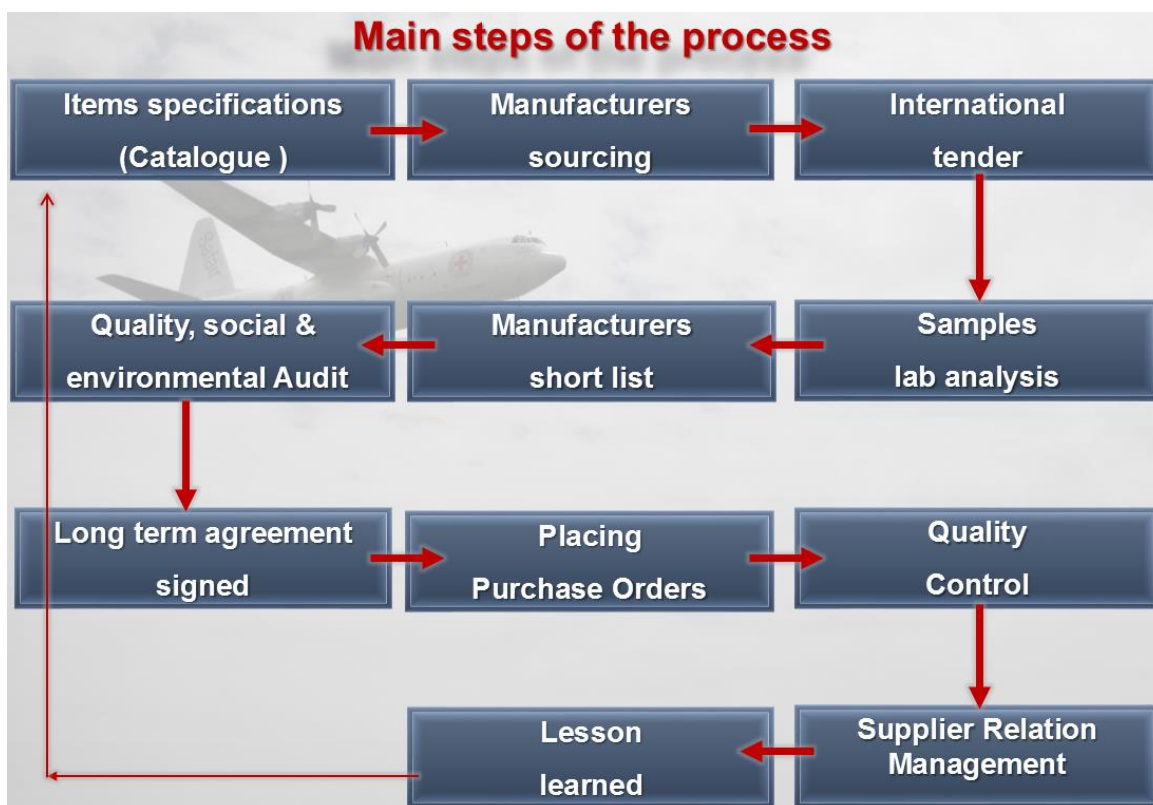 Main steps of the process
Items specifications
(Catalogue )
Manufacturers
sourcing
International
tender
Quality, social &
environmental Audit
Manufacturers
short list
Samples
lab analysis
Long term agreement
signed
Placing
Purchase Orders
Quality
Control
Lesson
learned
Supplier Relation
Management